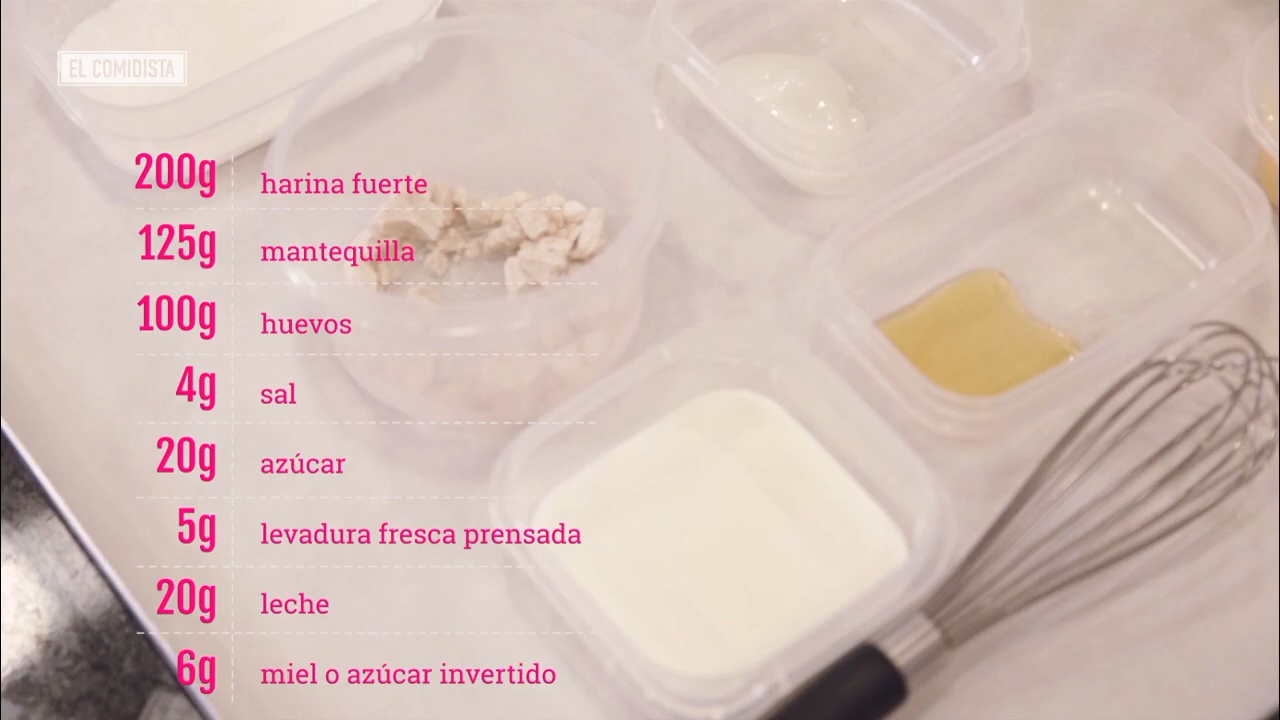 EL COMIDISTA
200g harina fuerte
125g mantequilla
100g huevos
4g sal
20g azúcar
5g levadura fresca prensada
20g leche
6g miel o azúcar invertido